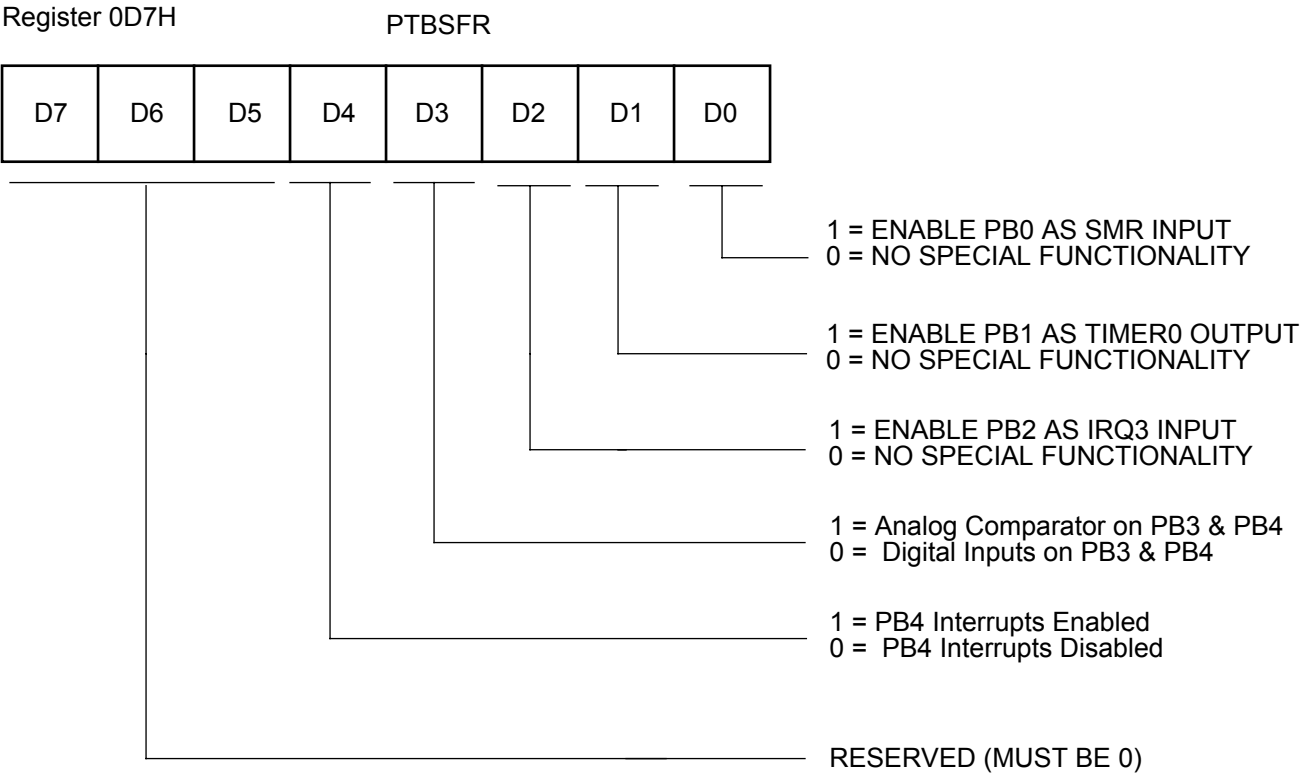 Register 0D7H
PTBSFR
D7 D6 D5 D4 D3 D2 D1 D0
1 = ENABLE PB0 AS SMR INPUT
0 = NO SPECIAL FUNCTIONALITY
1 = ENABLE PB1 AS TIMER0 OUTPUT
0 = NO SPECIAL FUNCTIONALITY
1 = ENABLE PB2 AS IRQ3 INPUT
0 = NO SPECIAL FUNCTIONALITY
1 = Analog Comparator on PB3 & PB4
0 = Digital Inputs on PB3 & PB4
1 = PB4 Interrupts Enabled
0 = PB4 Interrupts Disabled
RESERVED (MUST BE 0)